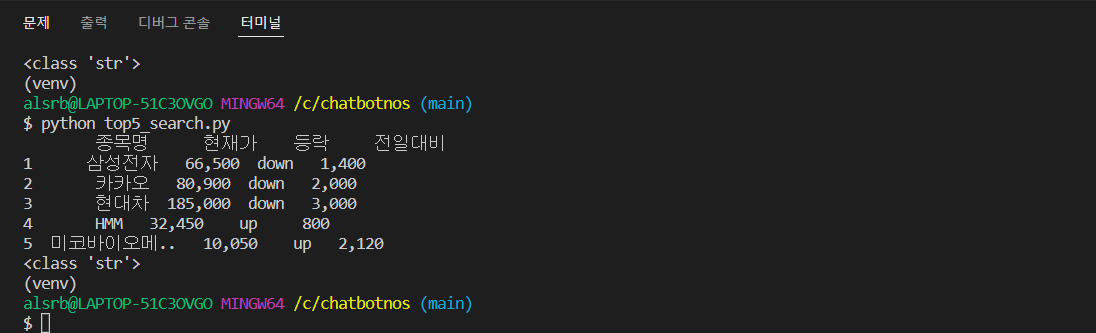 문제 출력 디버그 콘솔 터미널
<class 'str'>
(venv)
alsrb@LAPTOP-51C3OVGO MINGW64 /c/chatbotnos (main)
$ python top5_search.py
종목명 현재가 등락 전일대비
1 삼성전자 66,500 down 1,400
2 카카오 80,900 down 2,000
3 현대차 185,000 down 3,000
4 HMM 32,450 up 800
5 미코바이오메.. 10,050 up 2,120
<class 'str'>
(venv)
alsrb@LAPTOP-51C3OVGO MINGW64 /c/chatbotnos (main)
$